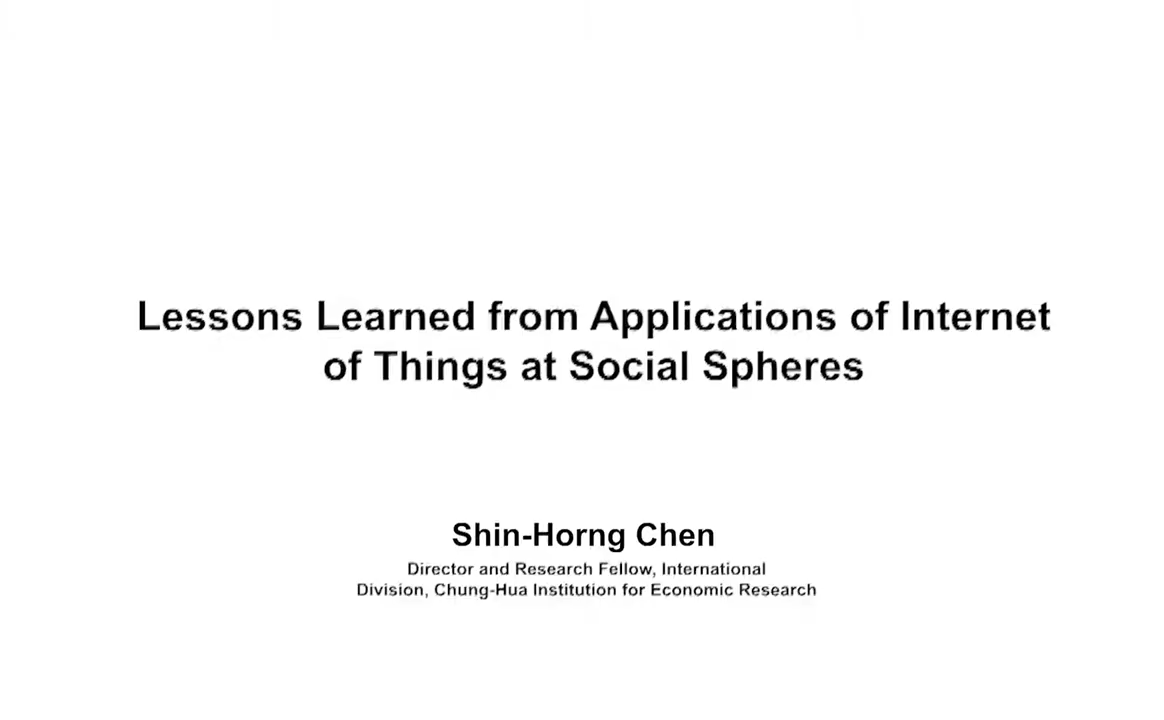 Lessons Learned from Applications of Internet
of Things at Social Spheres
Shin-Horng Chen
Director and Research Fellow, International
Division, Chung-Hua Institution for Economic Research